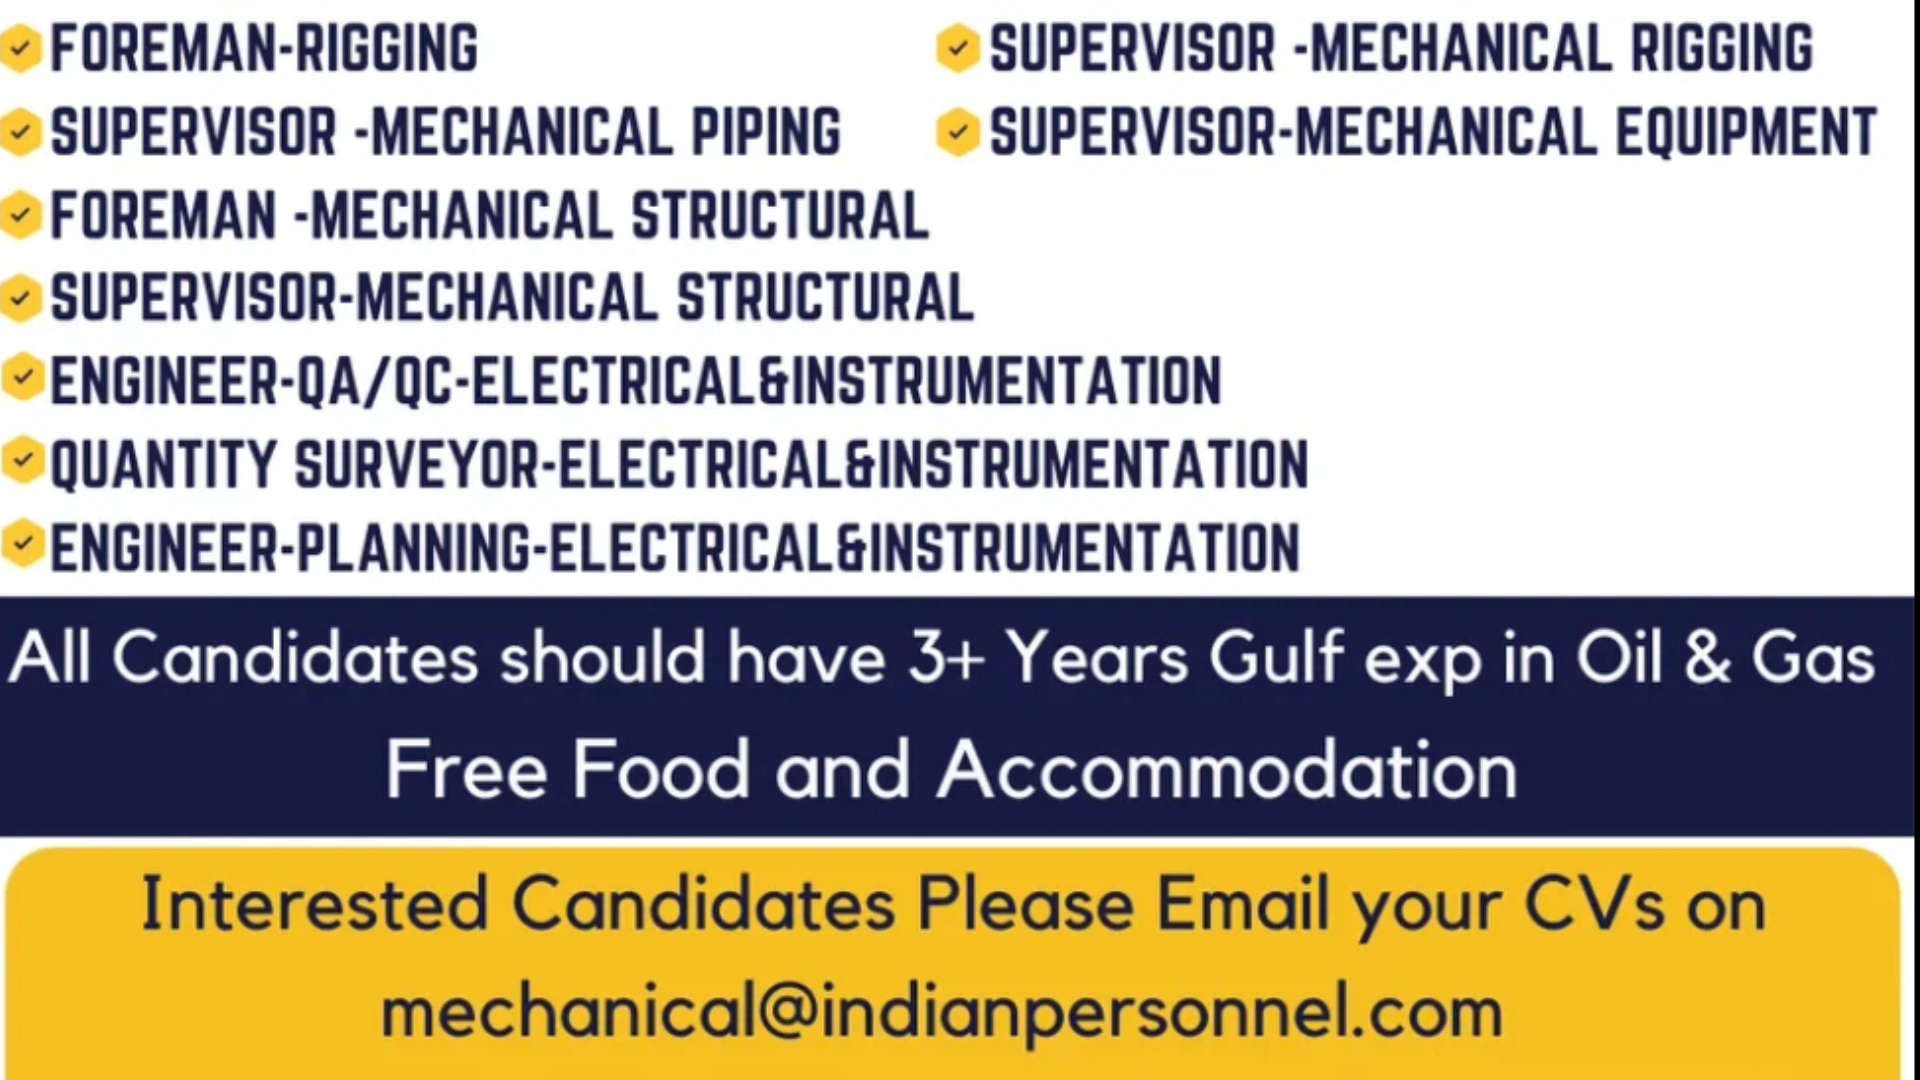 FOREMAN-RIGGING
SUPERVISOR -MECHANICAL RIGGING
SUPERVISOR -MECHANICAL PIPING
SUPERVISOR-MECHANICAL EQUIPMENT
FOREMAN -MECHANICAL STRUCTURAL
SUPERVISOR-MECHANICAL STRUCTURAL
ENGINEER-QA/QC-ELECTRICAL&INSTRUMENTATION
QUANTITY SURVEYOR-ELECTRICAL&INSTRUMENTATION
ENGINEER-PLANNING-ELECTRICAL&INSTRUMENTATION
All Candidates should have 3+ Years Gulf exp in Oil & Gas
Free Food and Accommodation
Interested Candidates Please Email your CVs on
mechanical@indianpersonnel.com